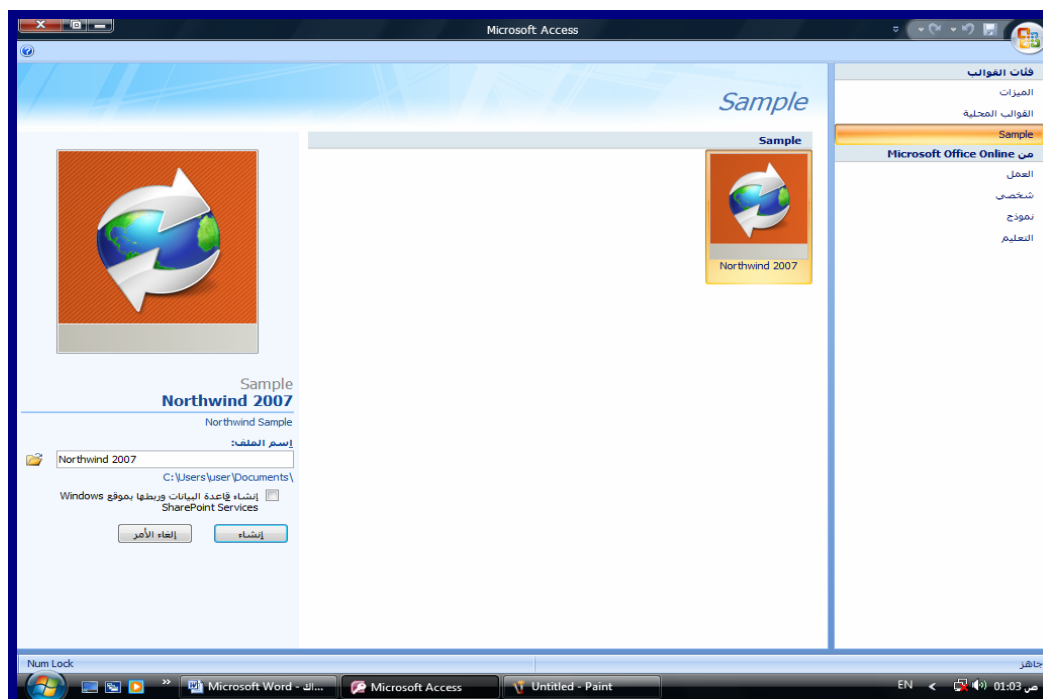 Microsoft Access
فئات القوالب
الميزات
القوالب المحلية
Sample
من Microsoft Office Online
العمل
شخصي
نموذج
التعليم
Sample
Sample
Northwind 2007
Sample
Northwind 2007
Northwind Sample
إسم الملف:
Northwind 2007
C:\Users\user\Documents\
إنشاء قاعدة البيانات وربطها بموقع Windows
SharePoint Services
إنشاء
إلغاء الأمر
جاهز
Num Lock
Microsoft Word - الـ...
Microsoft Access
Untitled - Paint
EN
01:03 ص